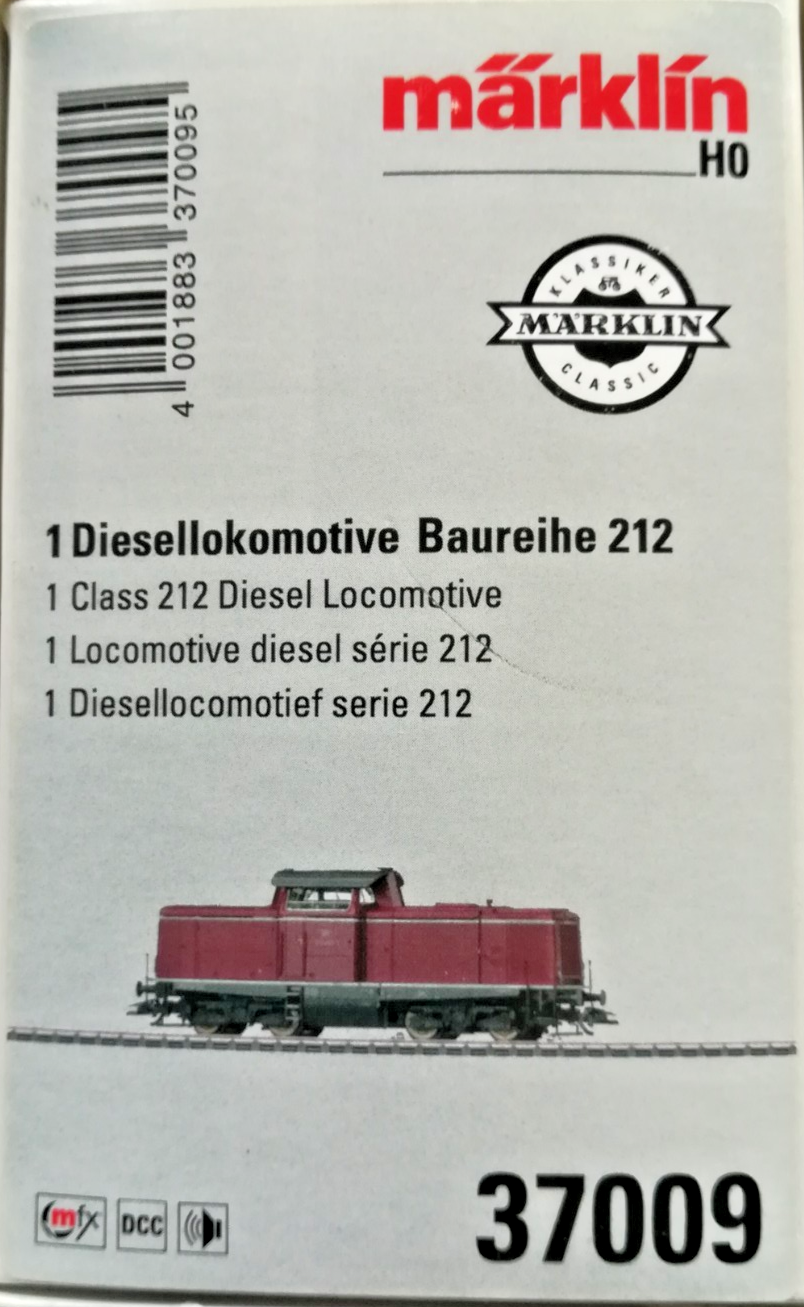 märklín
H0
4 001883 370095
KLASSIKER
MÄRKLIN
CLASSIC
1 Diesellokomotive Baureihe 212
1 Class 212 Diesel Locomotive
1 Locomotive diesel série 212
1 Diesellocomotief serie 212
mfx DCC
37009